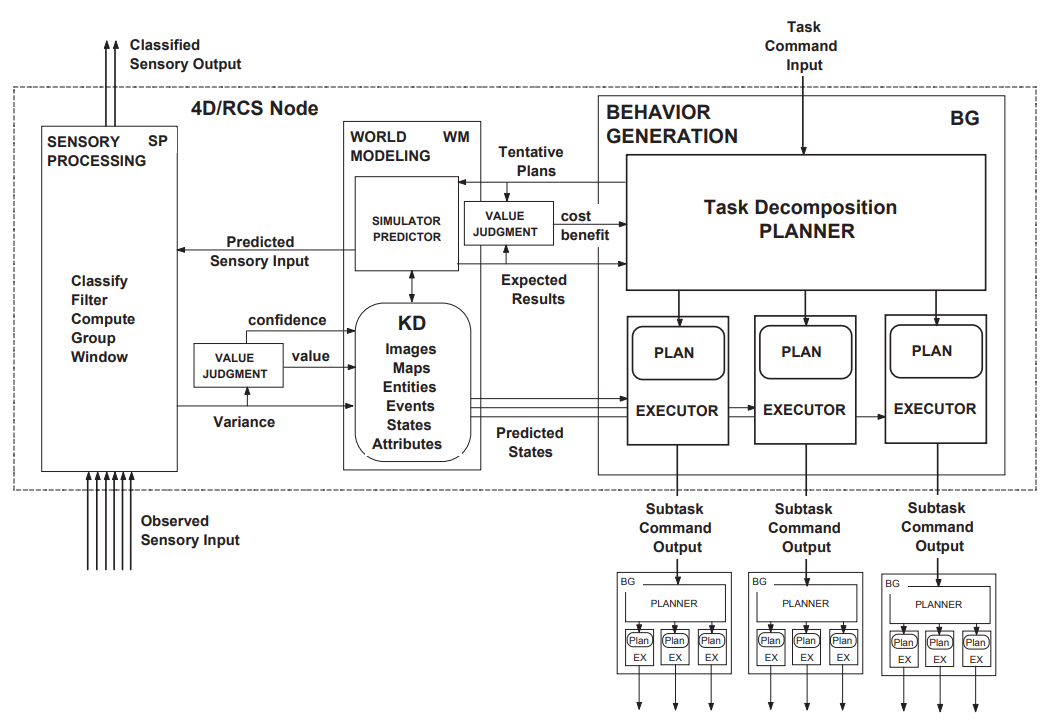 Classified
Sensory Output
Task
Command
Input
4D/RCS Node
SENSORY SP
PROCESSING
Classify
Filter
Compute
Group
Window
WORLD WM
MODELING
SIMULATOR
PREDICTOR
Predicted
Sensory Input
confidence
VALUE
JUDGMENT
value
Variance
KD
Images
Maps
Entities
Events
States
Attributes
Tentative
Plans
VALUE
JUDGMENT
cost
benefit
Expected
Results
Predicted
States
BEHAVIOR
GENERATION
BG
Task Decomposition
PLANNER
PLAN
EXECUTOR
PLAN
EXECUTOR
PLAN
EXECUTOR
Observed
Sensory Input
Subtask
Command
Output
Subtask
Command
Output
Subtask
Command
Output
BG
PLANNER
Plan Plan Plan
EX EX EX
BG
PLANNER
Plan Plan Plan
EX EX EX
BG
PLANNER
Plan Plan Plan
EX EX EX